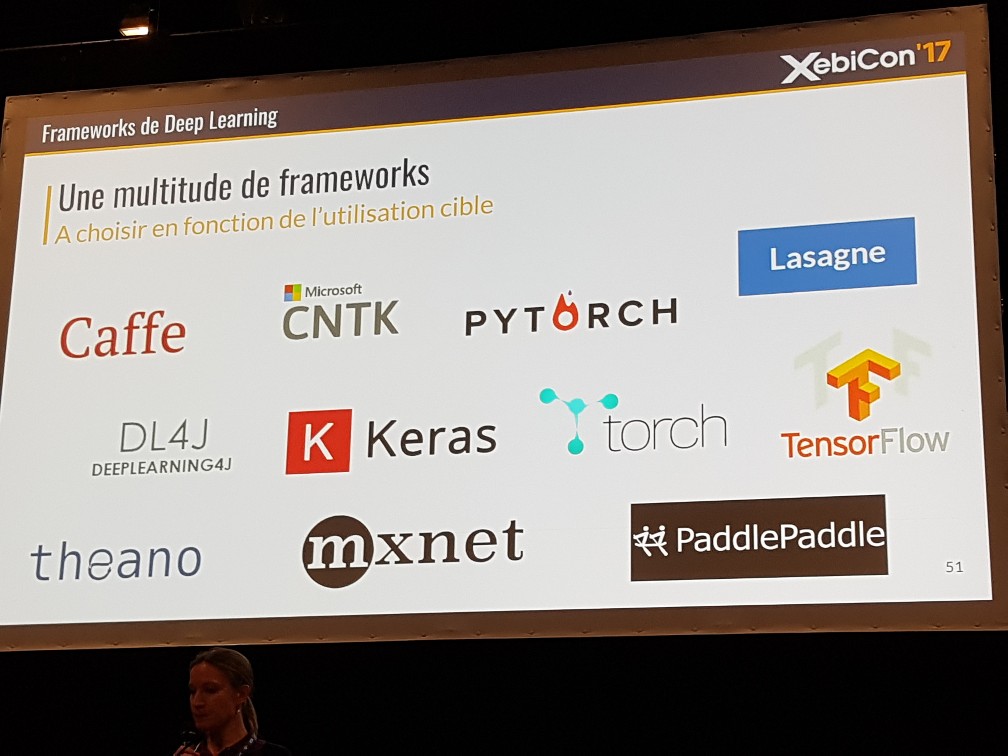 XebiCon'17
Frameworks de Deep Learning
Une multitude de frameworks
A choisir en fonction de l'utilisation cible
Lasagne
Caffe
Microsoft
CNTK
PYTORCH
DL4J
DEEPLEARNING4J
K Keras
torch
TensorFlow
theano
mxnet
PaddlePaddle
51